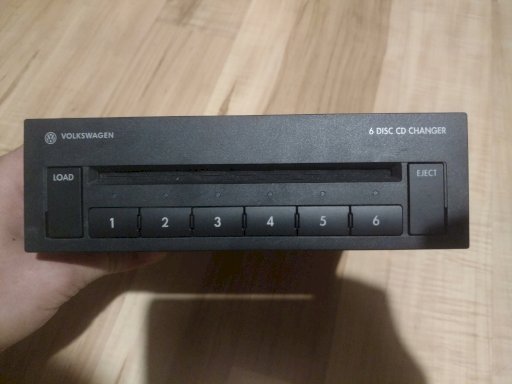 VOLKSWAGEN
6 DISC CD CHANGER
LOAD
EJECT
1 2 3 4 5 6